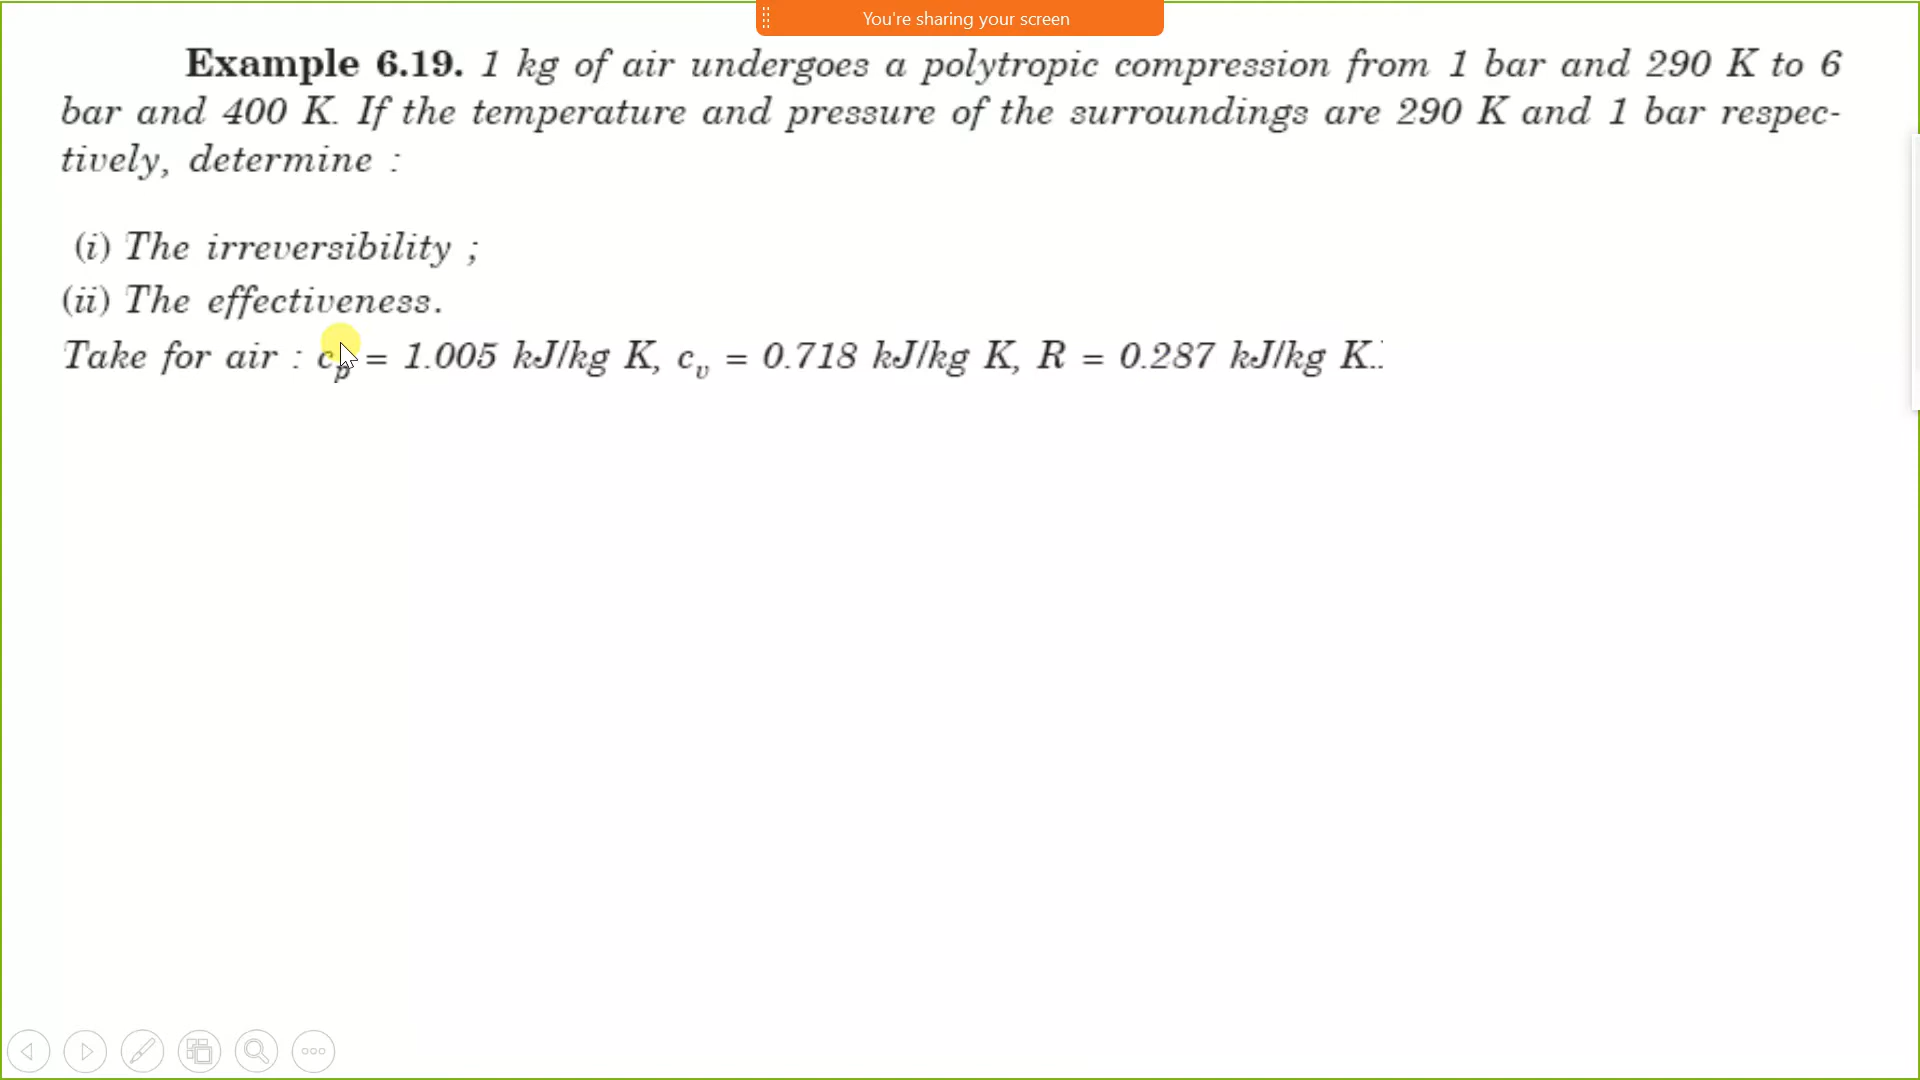 You're sharing your screen
Example 6.19. 1 kg of air undergoes a polytropic compression from 1 bar and 290 K to 6
bar and 400 K. If the temperature and pressure of the surroundings are 290 K and 1 bar respec-
tively, determine :
(i) The irreversibility ;
(ii) The effectiveness.
Take for air : cp = 1.005 kJ/kg K, cv = 0.718 kJ/kg K, R = 0.287 kJ/kg K..